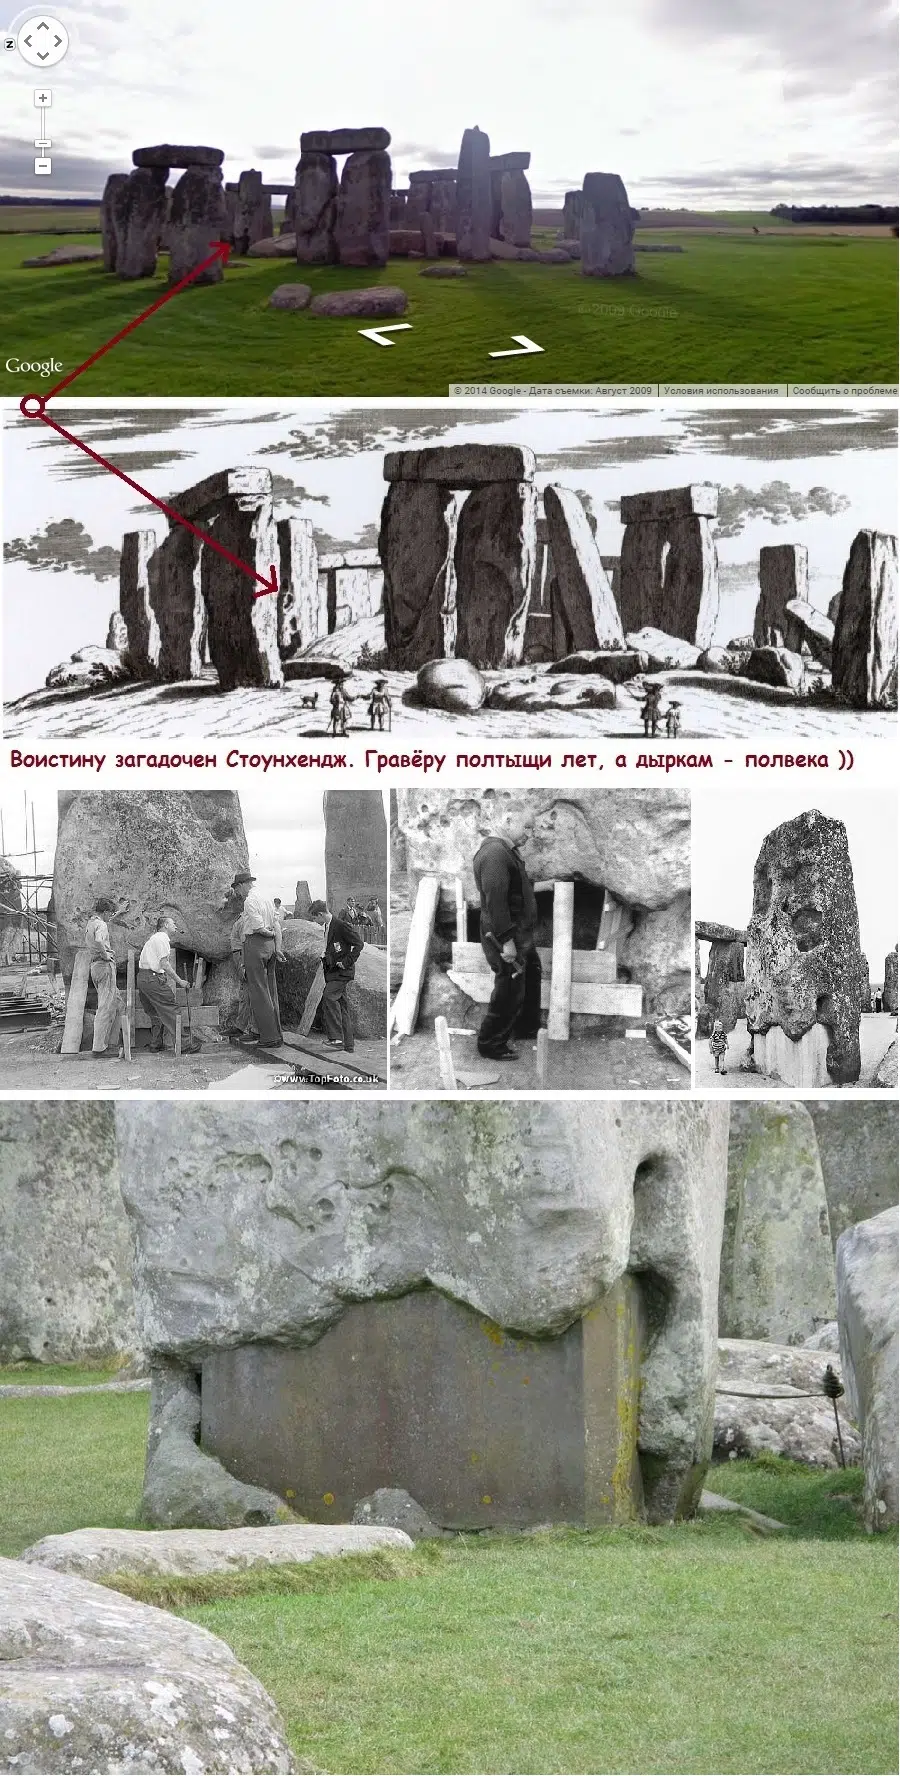 z
©2009 Google
Google
© 2014 Google - Дата съемки: Август 2009 Условия использования Сообщить о проблеме
Воистину загадочен Стоунхендж. Гравёру полтыщи лет, а дыркам - полвека ))
©www.TopFoto.co.uk